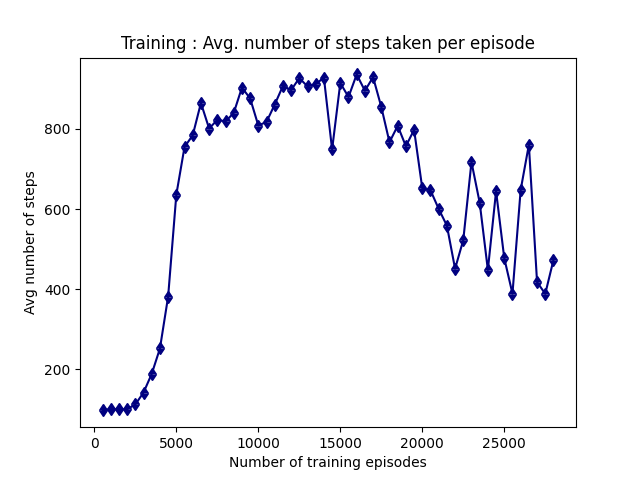 Training : Avg. number of steps taken per episode
800
600
400
200
Avg number of steps
0 5000 10000 15000 20000 25000
Number of training episodes